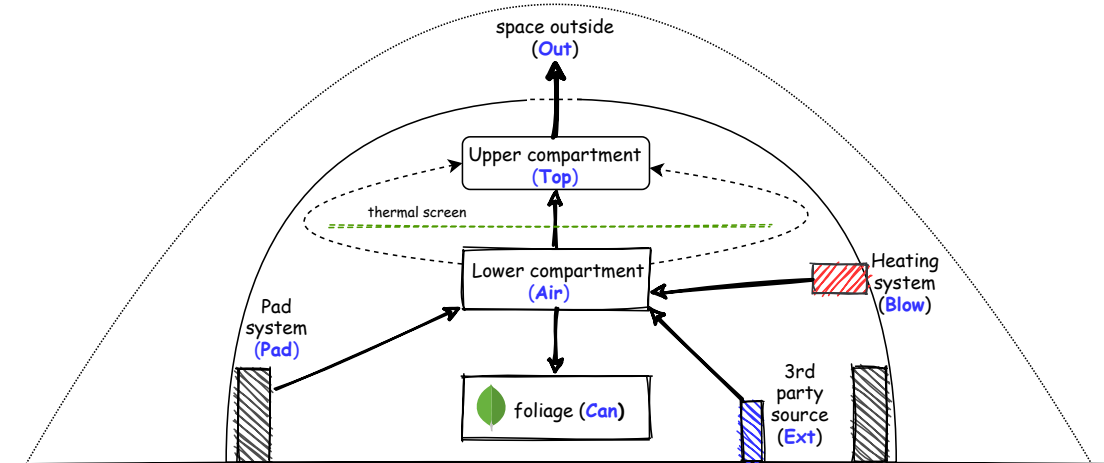 space outside
(Out)
Upper compartment
(Top)
thermal screen
Lower compartment
(Air)
Heating
system
(Blow)
Pad
system
(Pad)
3rd
party
source
(Ext)
foliage (Can)